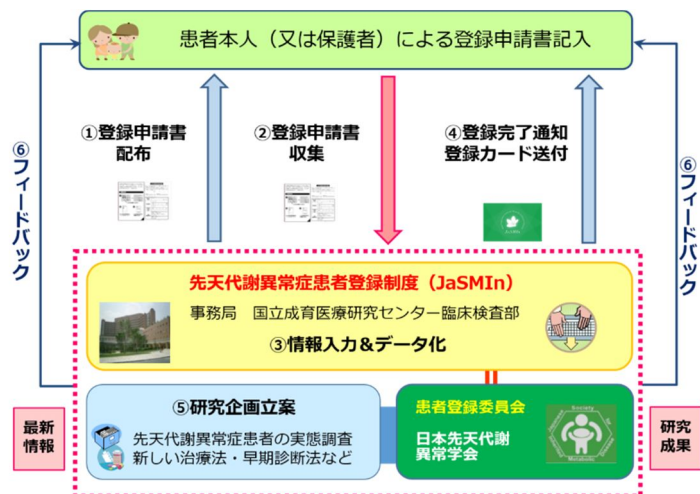 患者本人（又は保護者）による登録申請書記入
①登録申請書
配布
②登録申請書
収集
④登録完了通知
登録カード送付
⑥フィードバック
⑥フィードバック
先天代謝異常症患者登録制度（JaSMIn）
事務局　国立成育医療研究センター臨床検査部
③情報入力＆データ化
⑤研究企画立案
先天代謝異常症患者の実態調査
新しい治療法・早期診断法など
患者登録委員会
日本先天代謝
異常学会
Society
最新
情報
研究
成果